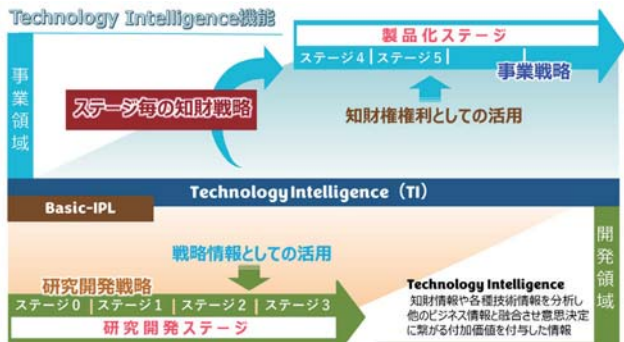 Technology Intelligence機能
製品化ステージ
ステージ4 ステージ5
事業戦略
事業領域
ステージ毎の知財戦略
知財権権利としての活用
Technology Intelligence（TI）
Basic-IPL
戦略情報としての活用
開発領域
研究開発戦略
ステージ0 ステージ1 ステージ2 ステージ3
研究開発ステージ
Technology Intelligence
知財情報や各種技術情報を分析し
他のビジネス情報と融合させ意思決定
に繋がる付加価値を付与した情報